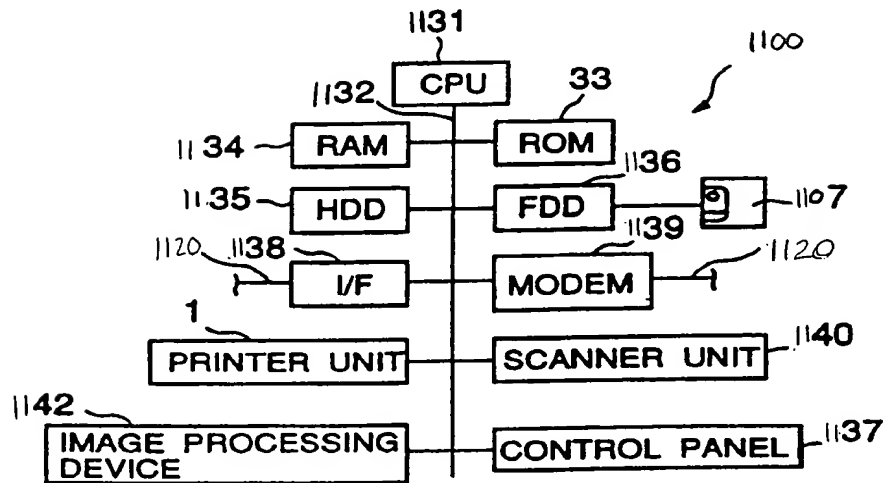 1131
1100
CPU
1132
33
1134
RAM
ROM
1136
1135
HDD
FDD
1107
1138
1139
1120
1120
I/F
MODEM
1
PRINTER UNIT
SCANNER UNIT
1140
1142
IMAGE PROCESSING
DEVICE
CONTROL PANEL
1137